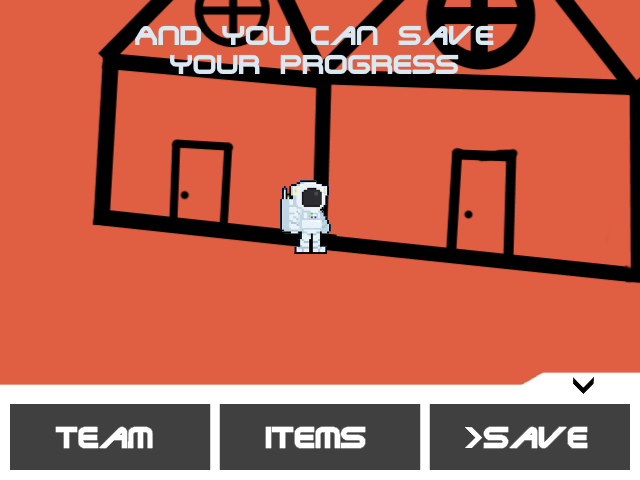 AND YOU CAN SAVE
YOUR PROGRESS
TEAM
ITEMS
>SAVE